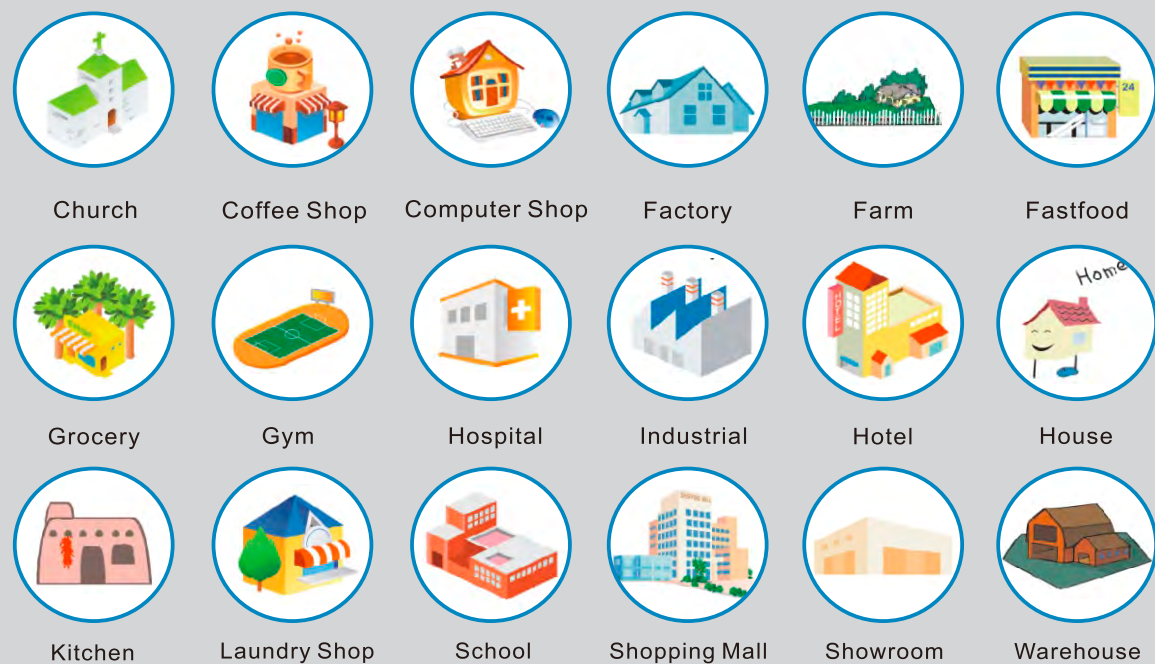 24
Church
Coffee Shop
Computer Shop
Factory
Farm
Fastfood
HOTEL
Home
Grocery
Gym
Hospital
Industrial
Hotel
House
Kitchen
Laundry Shop
School
Shopping Mall
Showroom
Warehouse